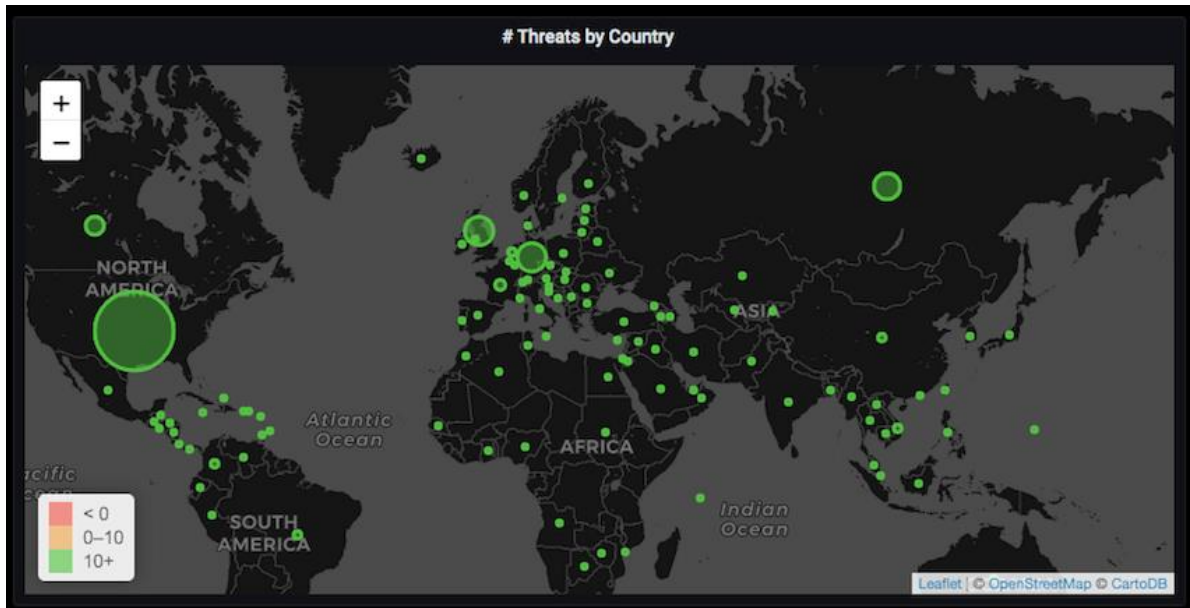 # Threats by Country
+
−
NORTH
AMERICA
Atlantic
Ocean
ASIA
AFRICA
acific
Indian
Ocean
SOUTH
AMERICA
< 0
0–10
10+
Leaflet | © OpenStreetMap © CartoDB